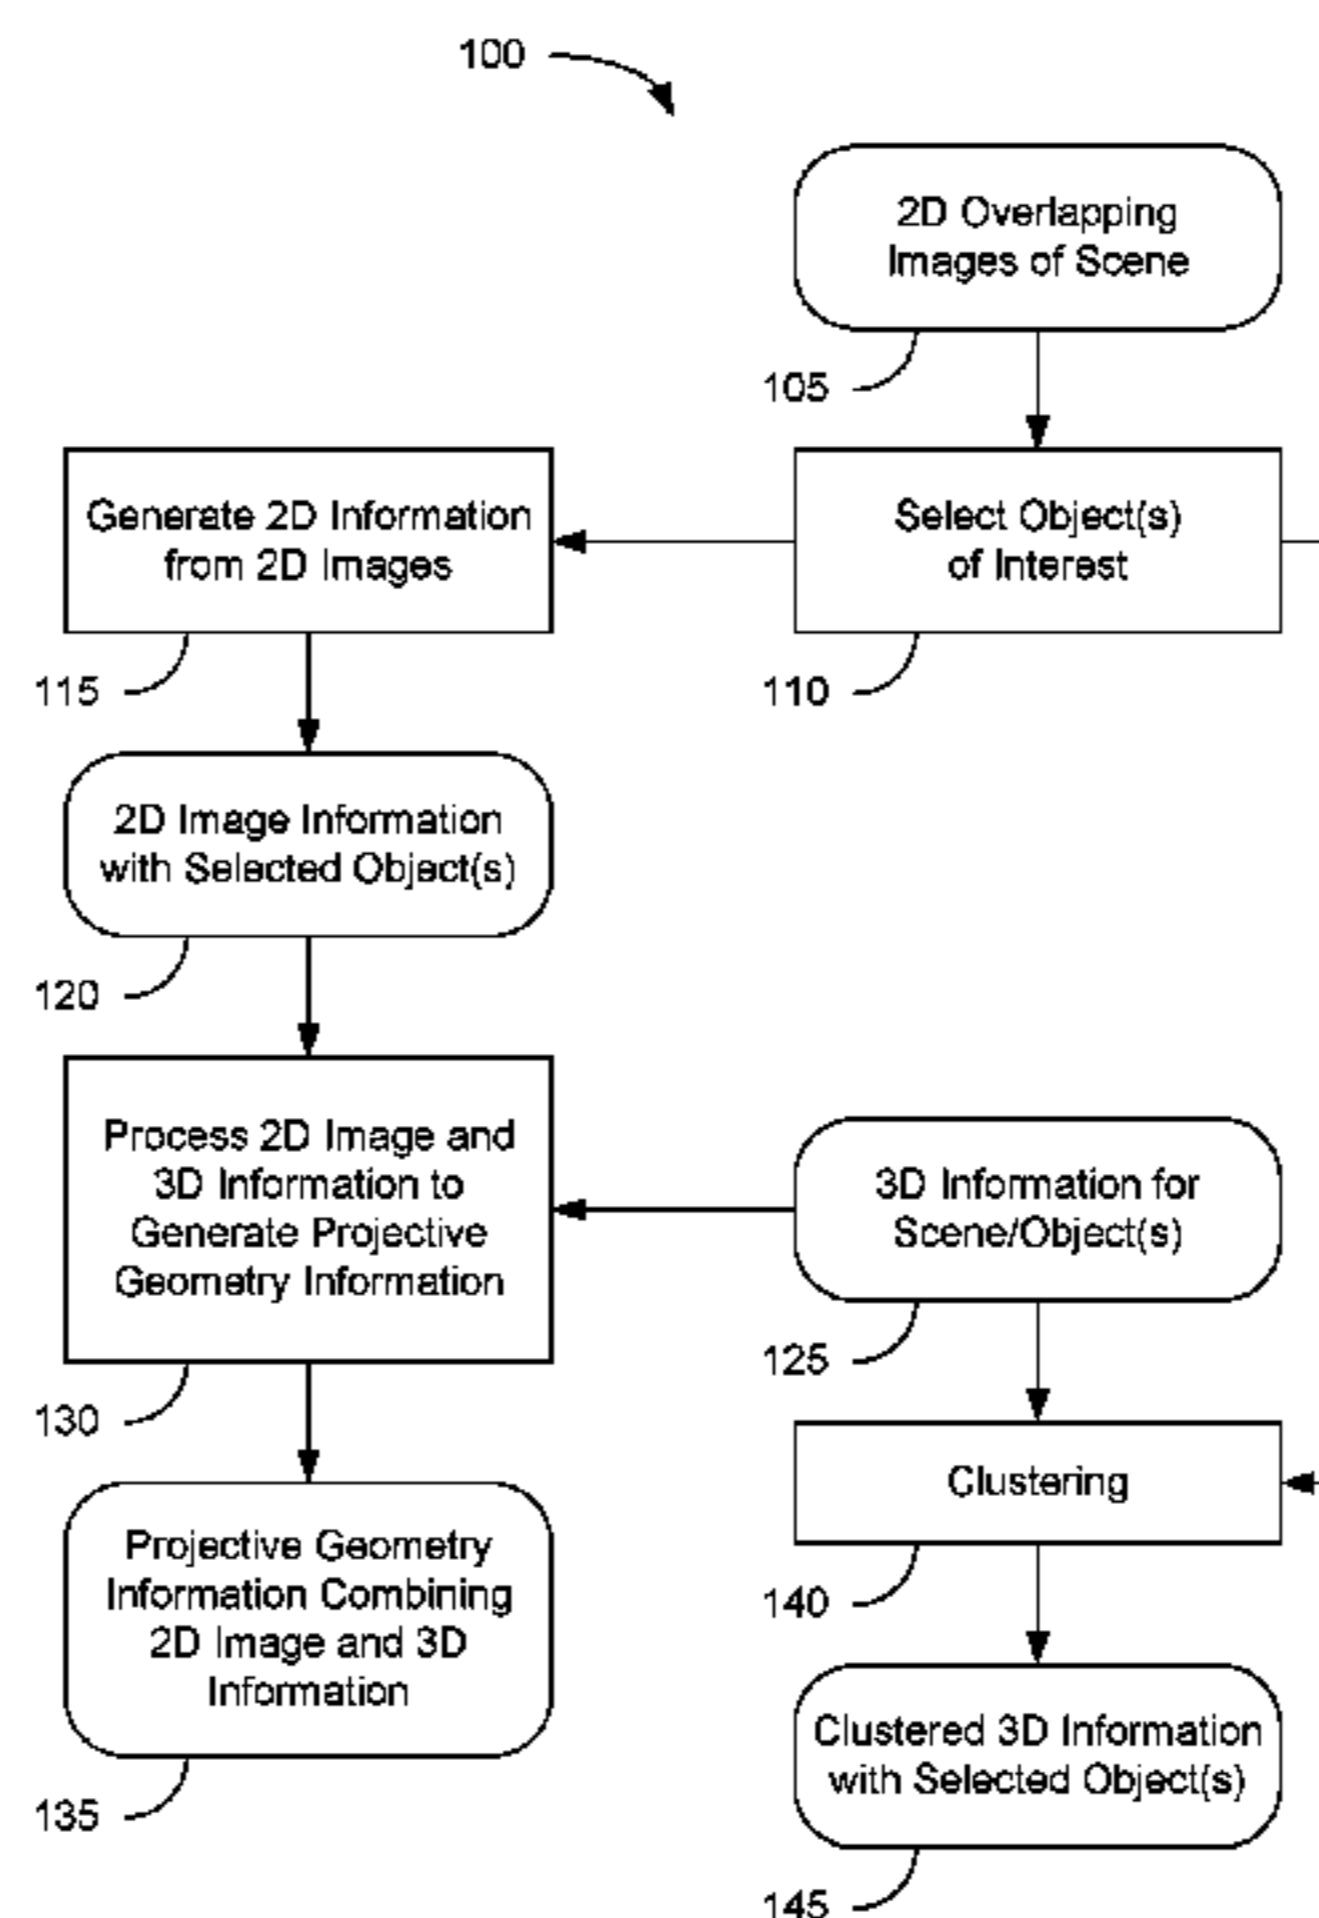 100
2D Overlapping
Images of Scene
105
Generate 2D Information
from 2D Images
115
Select Object(s)
of Interest
110
2D Image Information
with Selected Object(s)
120
Process 2D Image and
3D Information to
Generate Projective
Geometry Information
130
3D Information for
Scene/Object(s)
125
Clustering
140
Projective Geometry
Information Combining
2D Image and 3D
Information
135
Clustered 3D Information
with Selected Object(s)
145